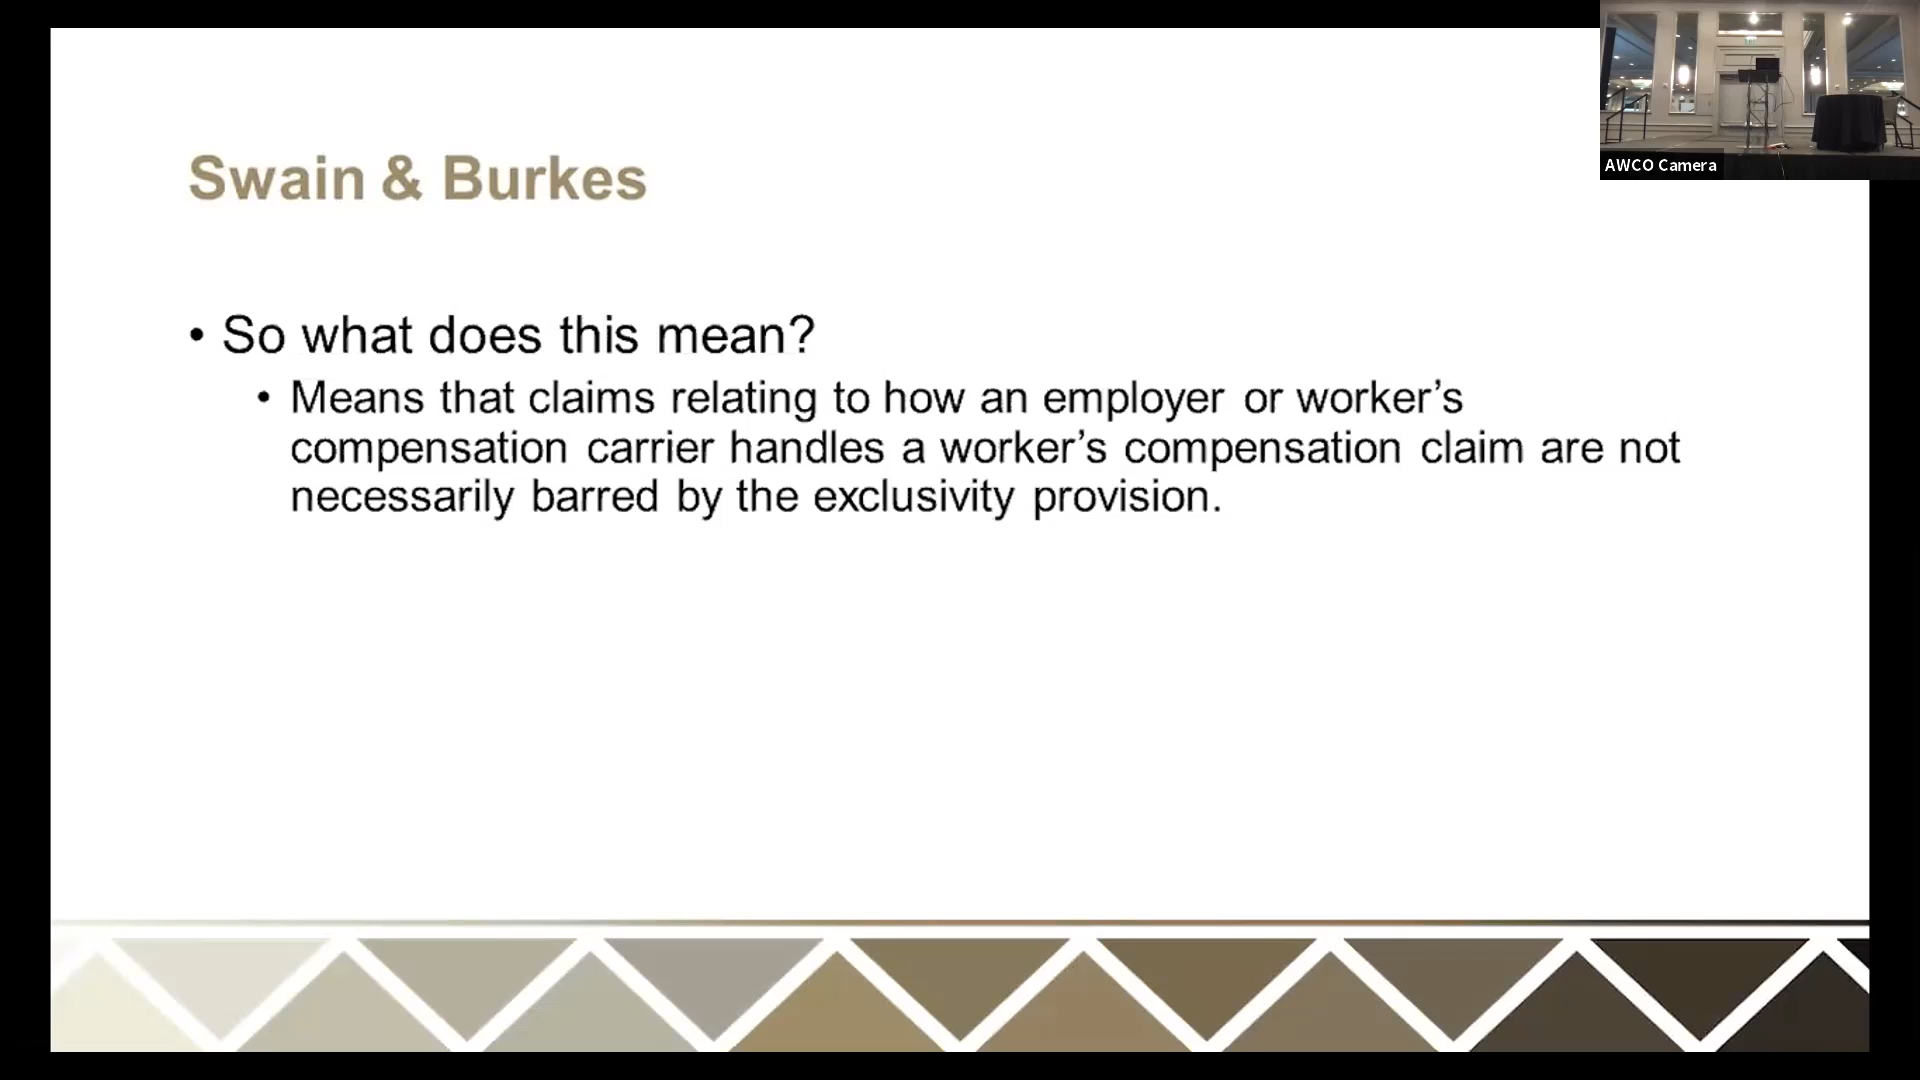 Swain & Burkes
• So what does this mean?
• Means that claims relating to how an employer or worker’s
compensation carrier handles a worker’s compensation claim are not
necessarily barred by the exclusivity provision.
AWCO Camera